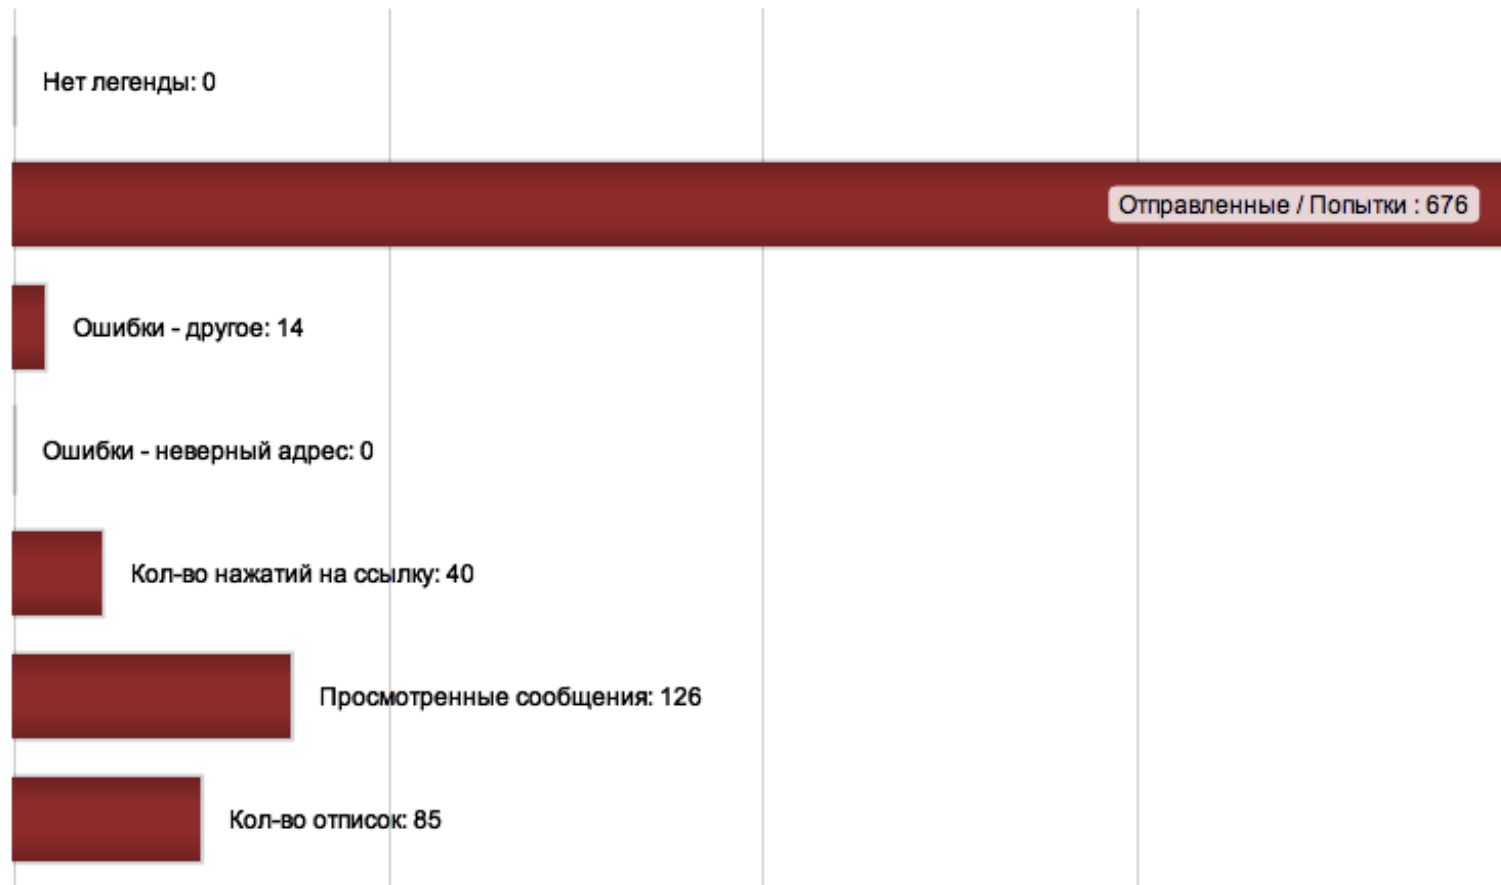 Нет легенды: 0
Отправленные / Попытки : 676
Ошибки - другое: 14
Ошибки - неверный адрес: 0
Кол-во нажатий на ссылку: 40
Просмотренные сообщения: 126
Кол-во отписок: 85